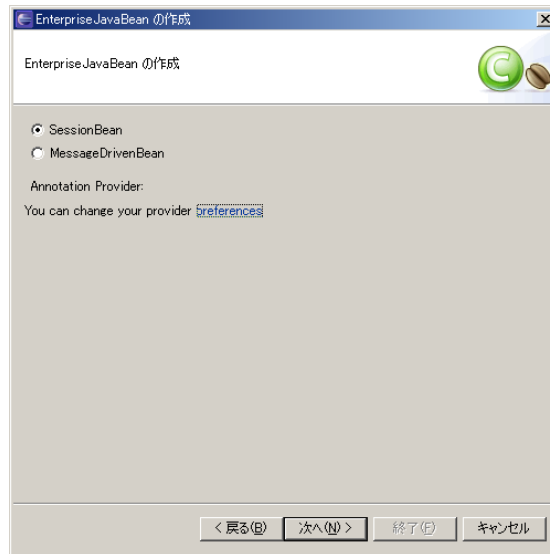 EnterpriseJavaBean の作成
EnterpriseJavaBean の作成
C
SessionBean
MessageDrivenBean
Annotation Provider:
You can change your provider preferences
< 戻る(B) 次へ(N) > 終了(F) キャンセル